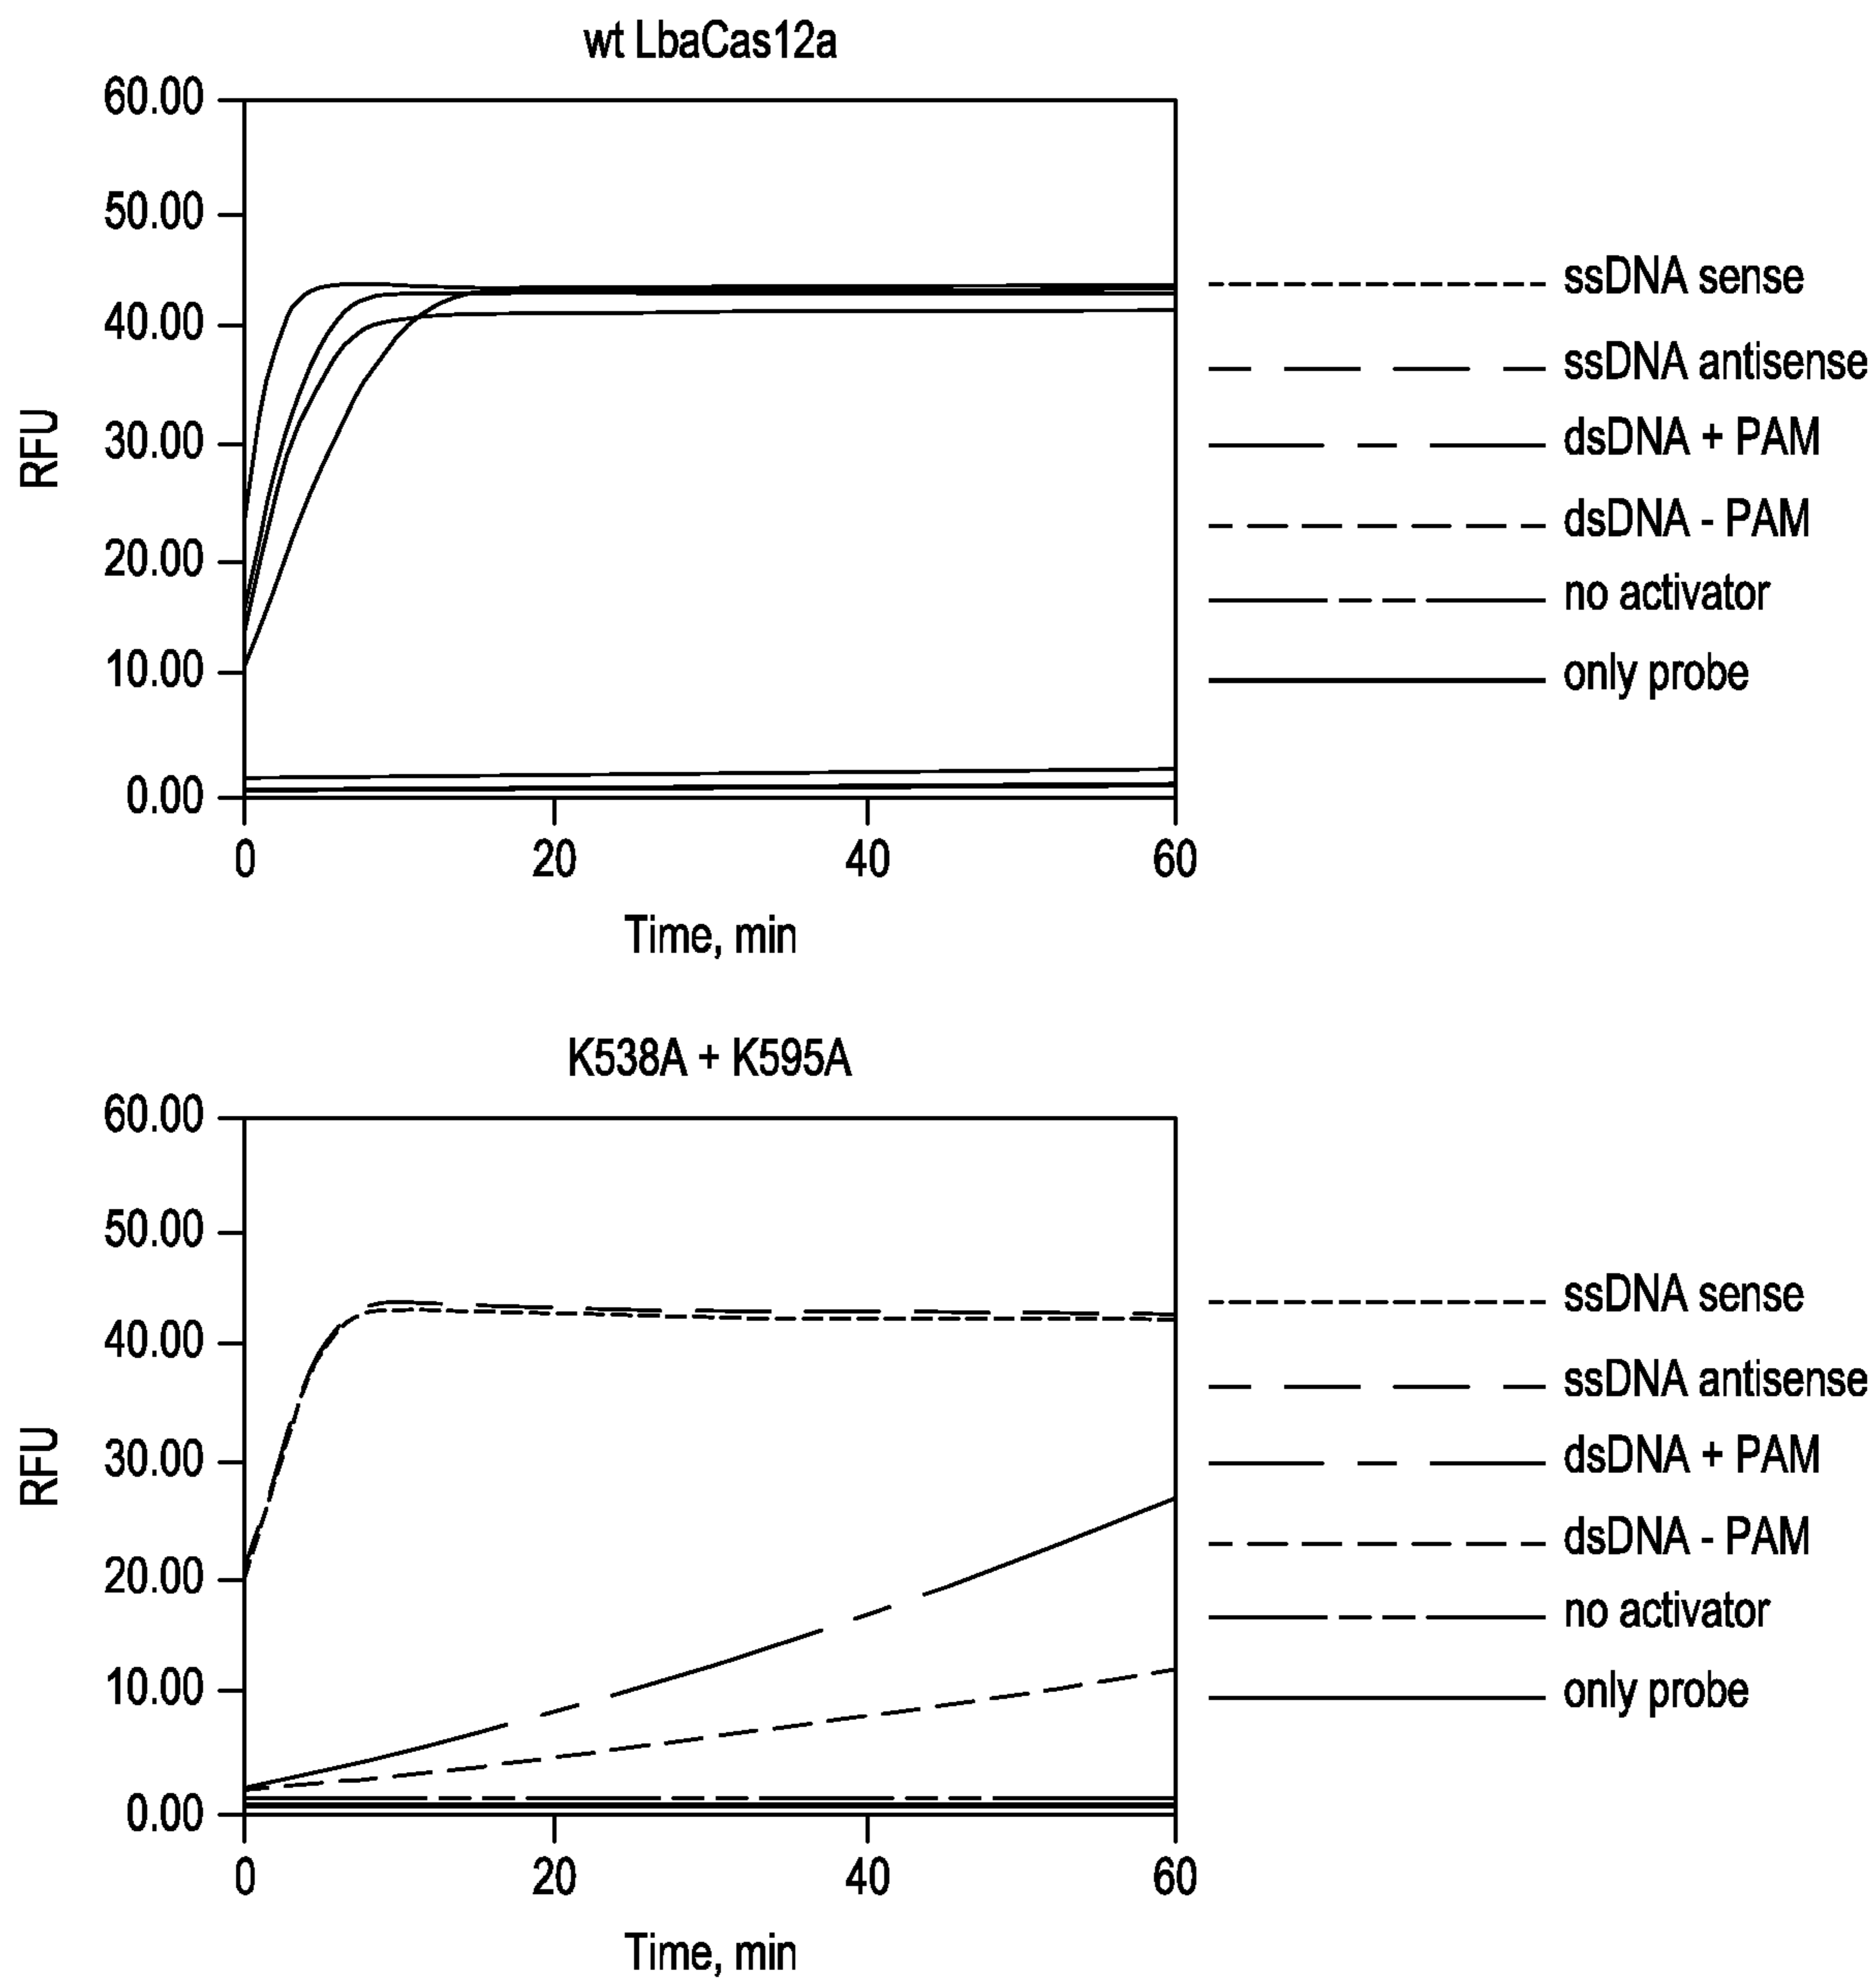 wt LbaCas12a
60.00
50.00
40.00
30.00
20.00
10.00
0.00
RFU
0 20 40 60
Time, min
ssDNA sense
ssDNA antisense
dsDNA + PAM
dsDNA - PAM
no activator
only probe
K538A + K595A
60.00
50.00
40.00
30.00
20.00
10.00
0.00
RFU
0 20 40 60
Time, min
ssDNA sense
ssDNA antisense
dsDNA + PAM
dsDNA - PAM
no activator
only probe